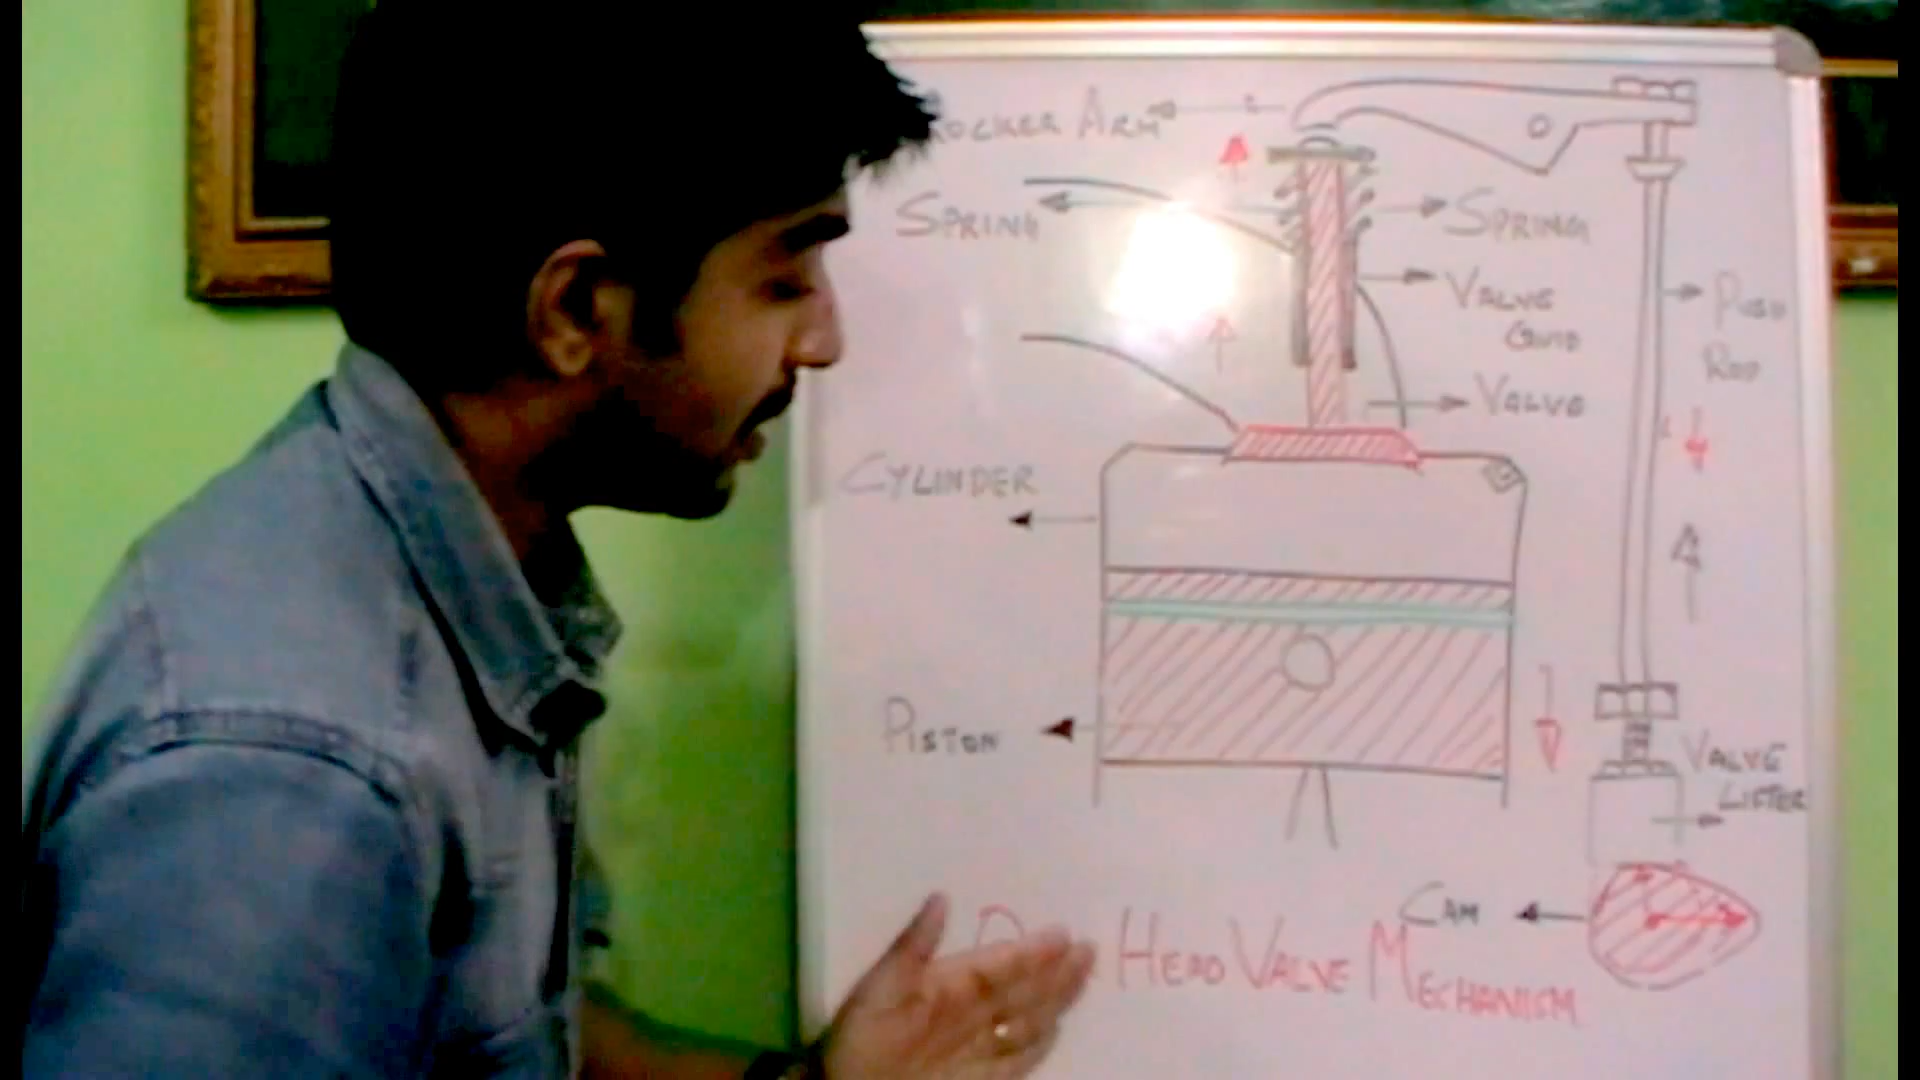 ROCKER ARM
SPRING
SPRING
VALVE
GUID
PUSH
ROD
VALVE
CYLINDER
PISTON
VALVE
LIFTER
CAM
HEAD VALVE MECHANISM